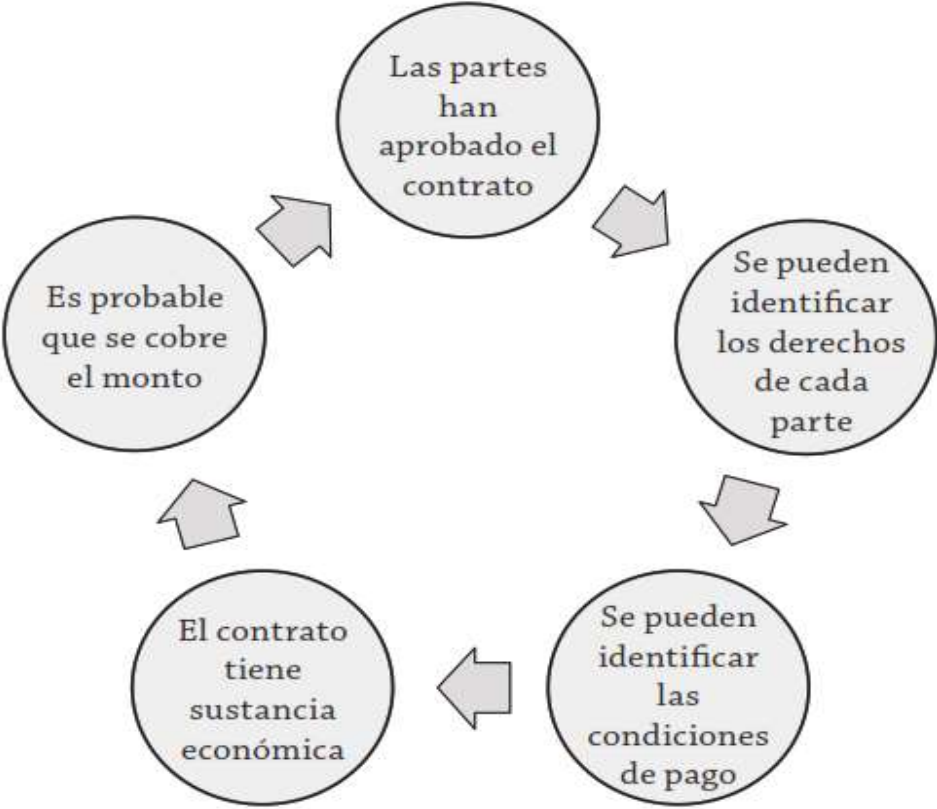 Las partes
han
aprobado el
contrato
Se pueden
identificar
los derechos
de cada
parte
Se pueden
identificar
las
condiciones
de pago
El contrato
tiene
sustancia
económica
Es probable
que se cobre
el monto